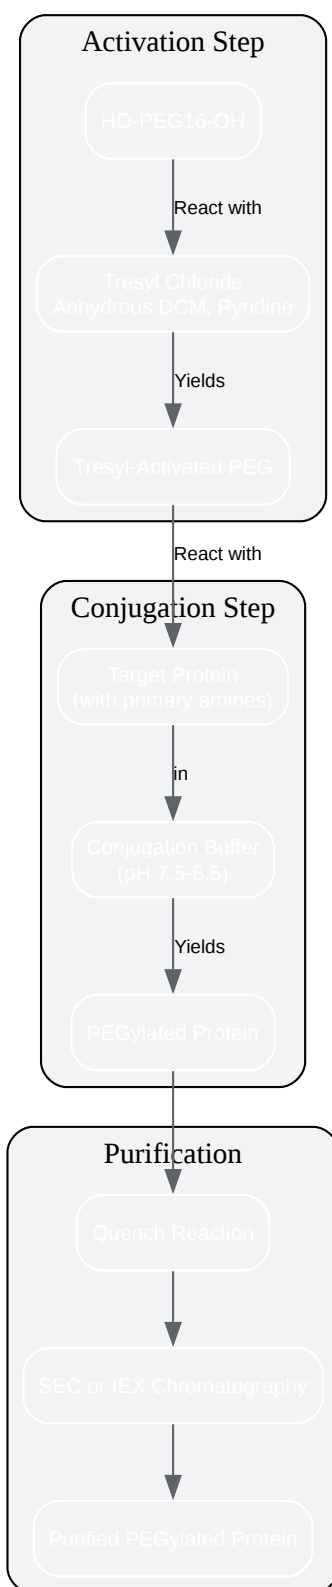 Activation Step
HO-PEG16-OH
React with
Tresyl Chloride
Anhydrous DCM, Pyridine
Yields
Tresyl-Activated PEG
React with
Conjugation Step
Target Protein
(with primary amines)
in
Conjugation Buffer
(pH 7.5-8.5)
Yields
PEGylated Protein
Purification
Quench Reaction
SEC or IEX Chromatography
Purified PEGylated Protein